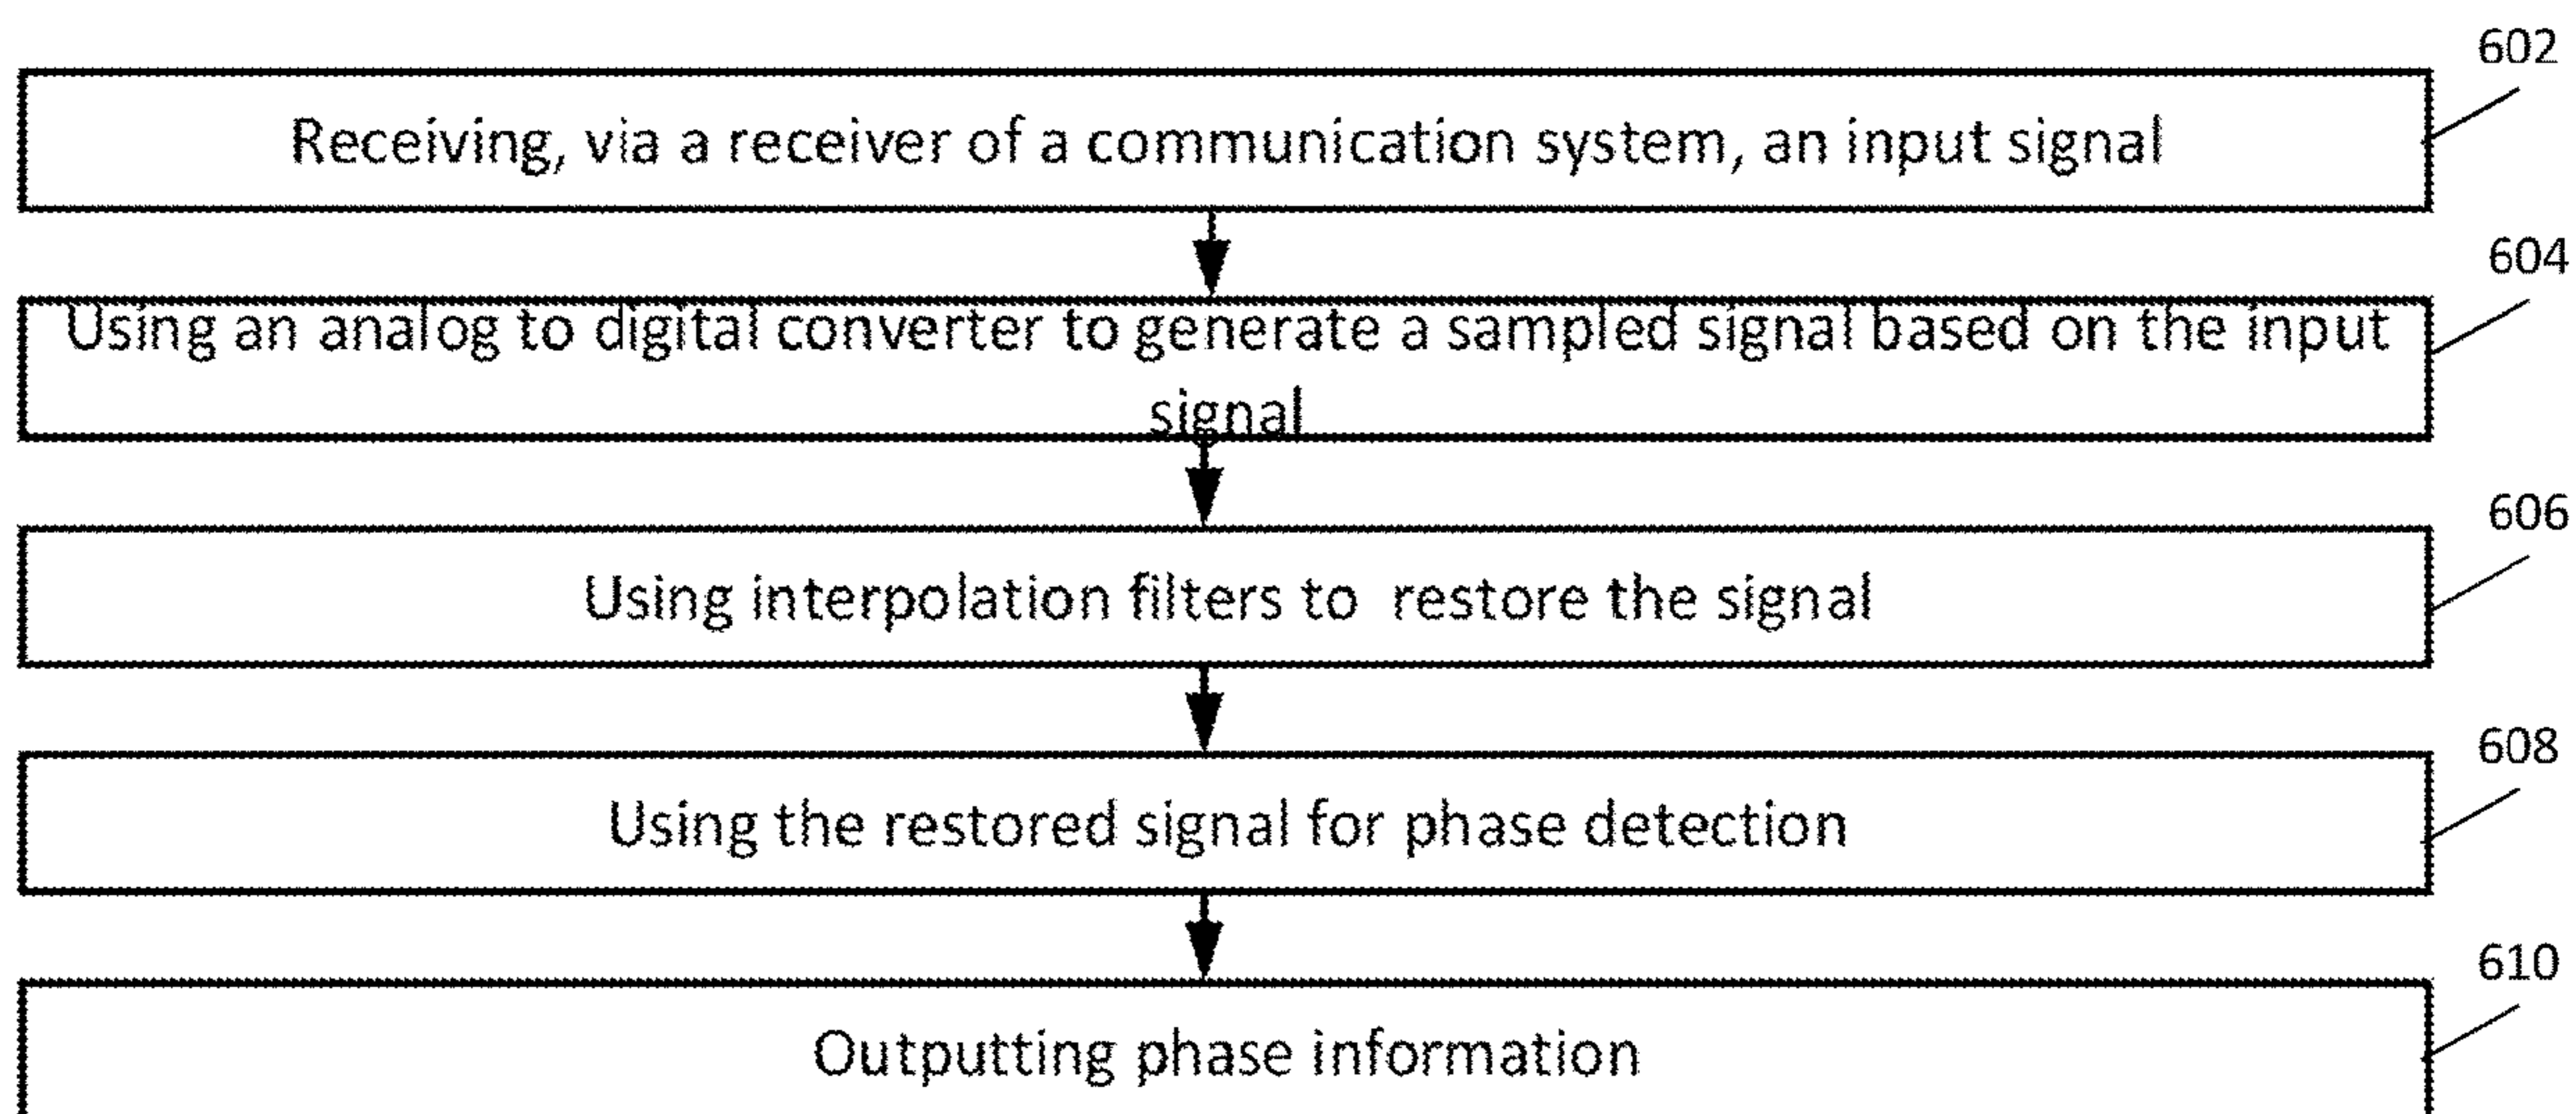 602
Receiving, via a receiver of a communication system, an input signal
604
Using an analog to digital converter to generate a sampled signal based on the input
signal
606
Using interpolation filters to restore the signal
608
Using the restored signal for phase detection
610
Outputting phase information